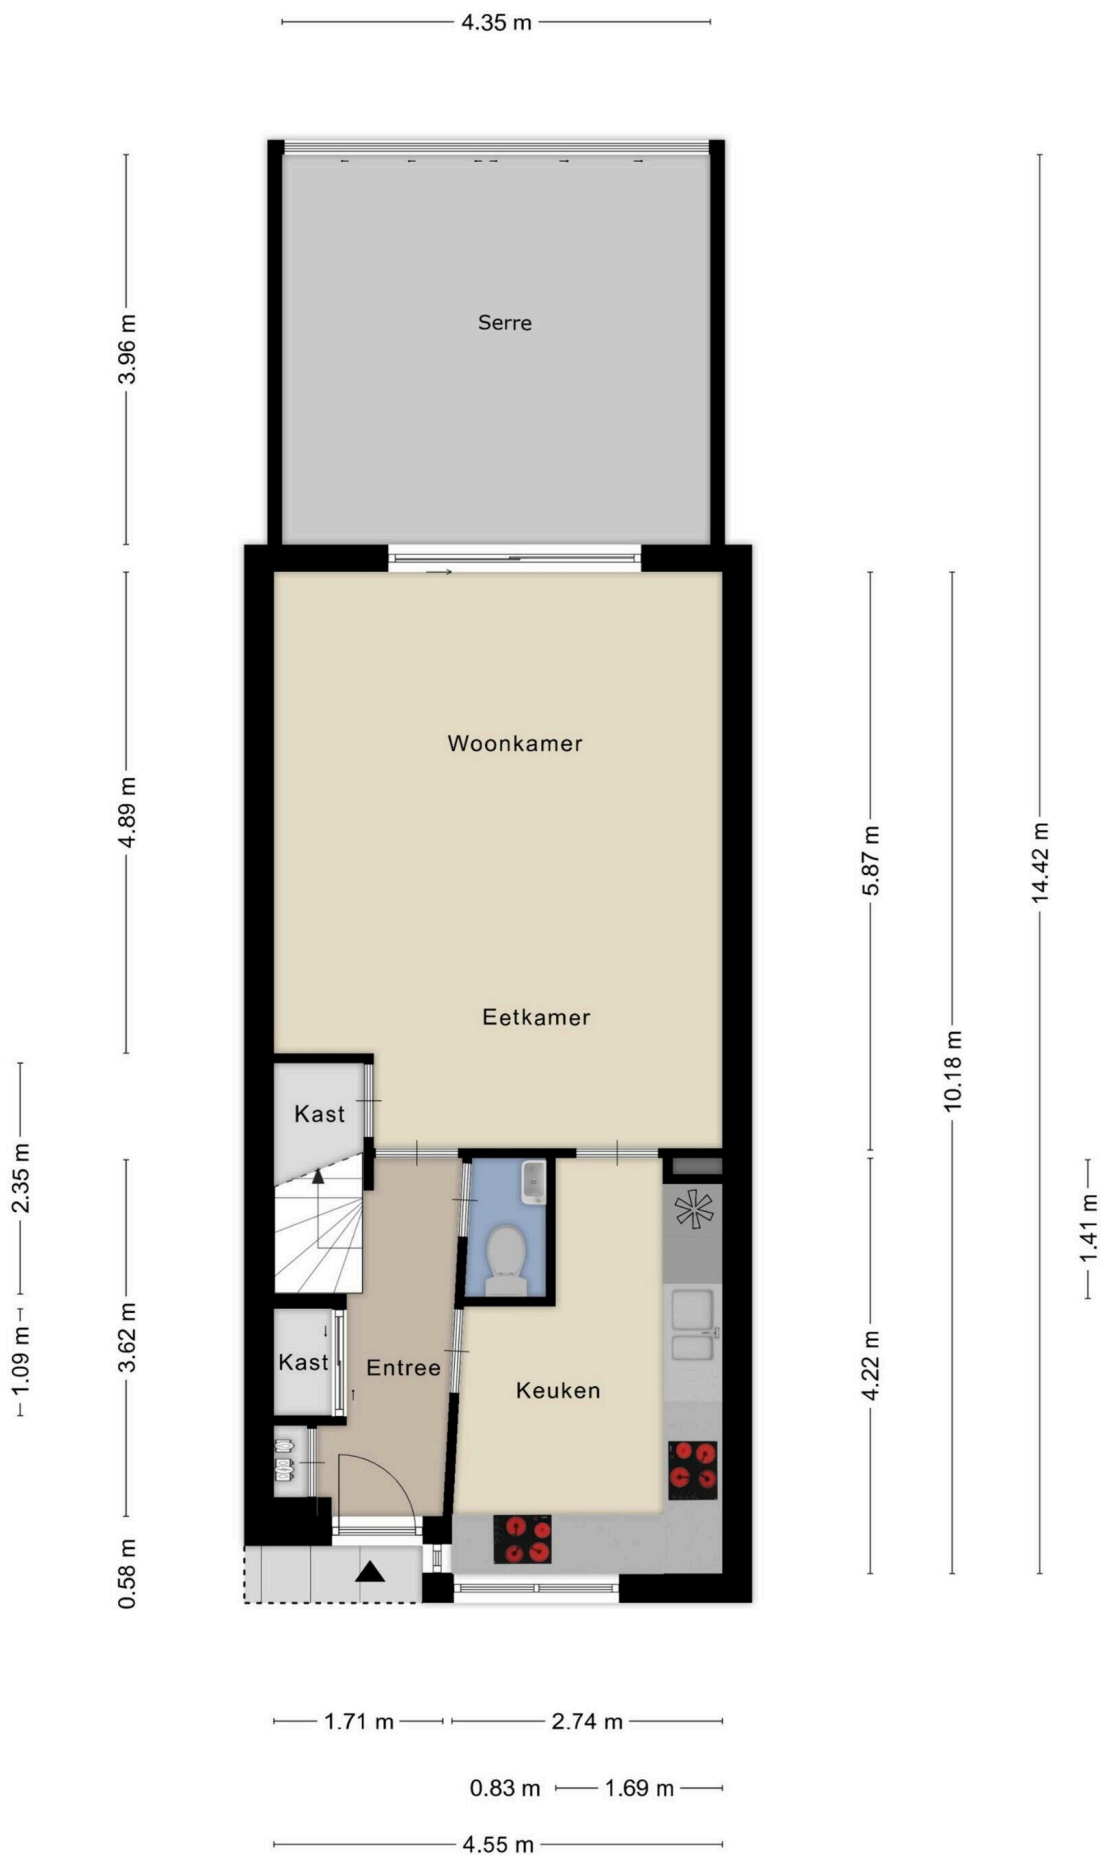 4.35 m
3.96 m
Serre
Woonkamer
4.89 m
5.87 m
14.42 m
Eetkamer
10.18 m
Kast
2.35 m
1.41 m
3.62 m
4.22 m
1.09 m
Kast
Entree
Keuken
0.58 m
1.71 m
2.74 m
0.83 m
1.69 m
4.55 m